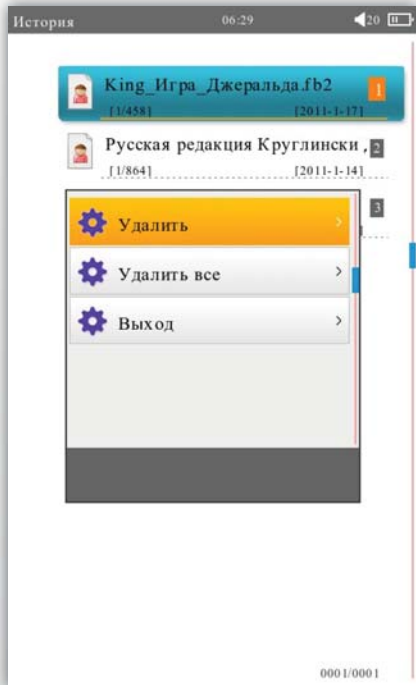 История 06:29 20
King_Игра_Джеральда.fb2 1
[1/458] [2011-1-17]
Русская редакция Круглински , 2
[1/864] [2011-1-14]
3
Удалить
Удалить все
Выход
0001/0001